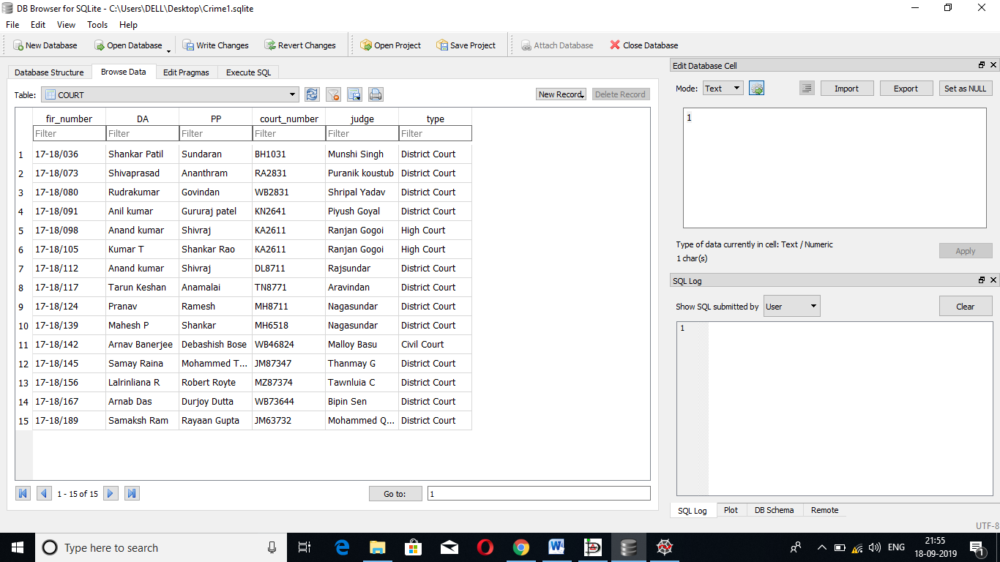 DB Browser for SQLite - C:\Users\DELL\Desktop\Crime1.sqlite
File Edit View Tools Help
New Database Open Database Write Changes Revert Changes Open Project Save Project Attach Database Close Database
Database Structure Browse Data Edit Pragmas Execute SQL
Table: COURT New Record Delete Record
fir_number DA PP court_number judge type
Filter Filter Filter Filter Filter Filter
1 17-18/036 Shankar Patil Sundaran BH1031 Munshi Singh District Court
2 17-18/073 Shivaprasad Ananthram RA2831 Puranik koustub District Court
3 17-18/080 Rudrakumar Govindan WB2831 Shripal Yadav District Court
4 17-18/091 Anil kumar Gururaj patel KN2641 Piyush Goyal District Court
5 17-18/098 Anand kumar Shivraj KA2611 Ranjan Gogoi High Court
6 17-18/105 Kumar T Shankar Rao KA2611 Ranjan Gogoi High Court
7 17-18/112 Anand kumar Shivraj DL8711 Rajsundar District Court
8 17-18/117 Tarun Keshan Anamalai TN8771 Aravindan District Court
9 17-18/124 Pranav Ramesh MH8711 Nagasundar District Court
10 17-18/139 Mahesh P Shankar MH6518 Nagasundar District Court
11 17-18/142 Arnav Banerjee Debashish Bose WB46824 Malloy Basu Civil Court
12 17-18/145 Samay Raina Mohammed T... JM87347 Thanmay G District Court
13 17-18/156 Lalrinliana R Robert Royte MZ87374 Tawnluia C District Court
14 17-18/167 Arnab Das Durjoy Dutta WB73644 Bipin Sen District Court
15 17-18/189 Samaksh Ram Rayaan Gupta JM63732 Mohammed Q... District Court
1 - 15 of 15 Go to: 1
Edit Database Cell
Mode: Text Import Export Set as NULL
1
Type of data currently in cell: Text / Numeric
1 char(s)
Apply
SQL Log
Show SQL submitted by User Clear
1
SQL Log Plot DB Schema Remote
UTF-8
Type here to search
ENG
21:55
18-09-2019
1